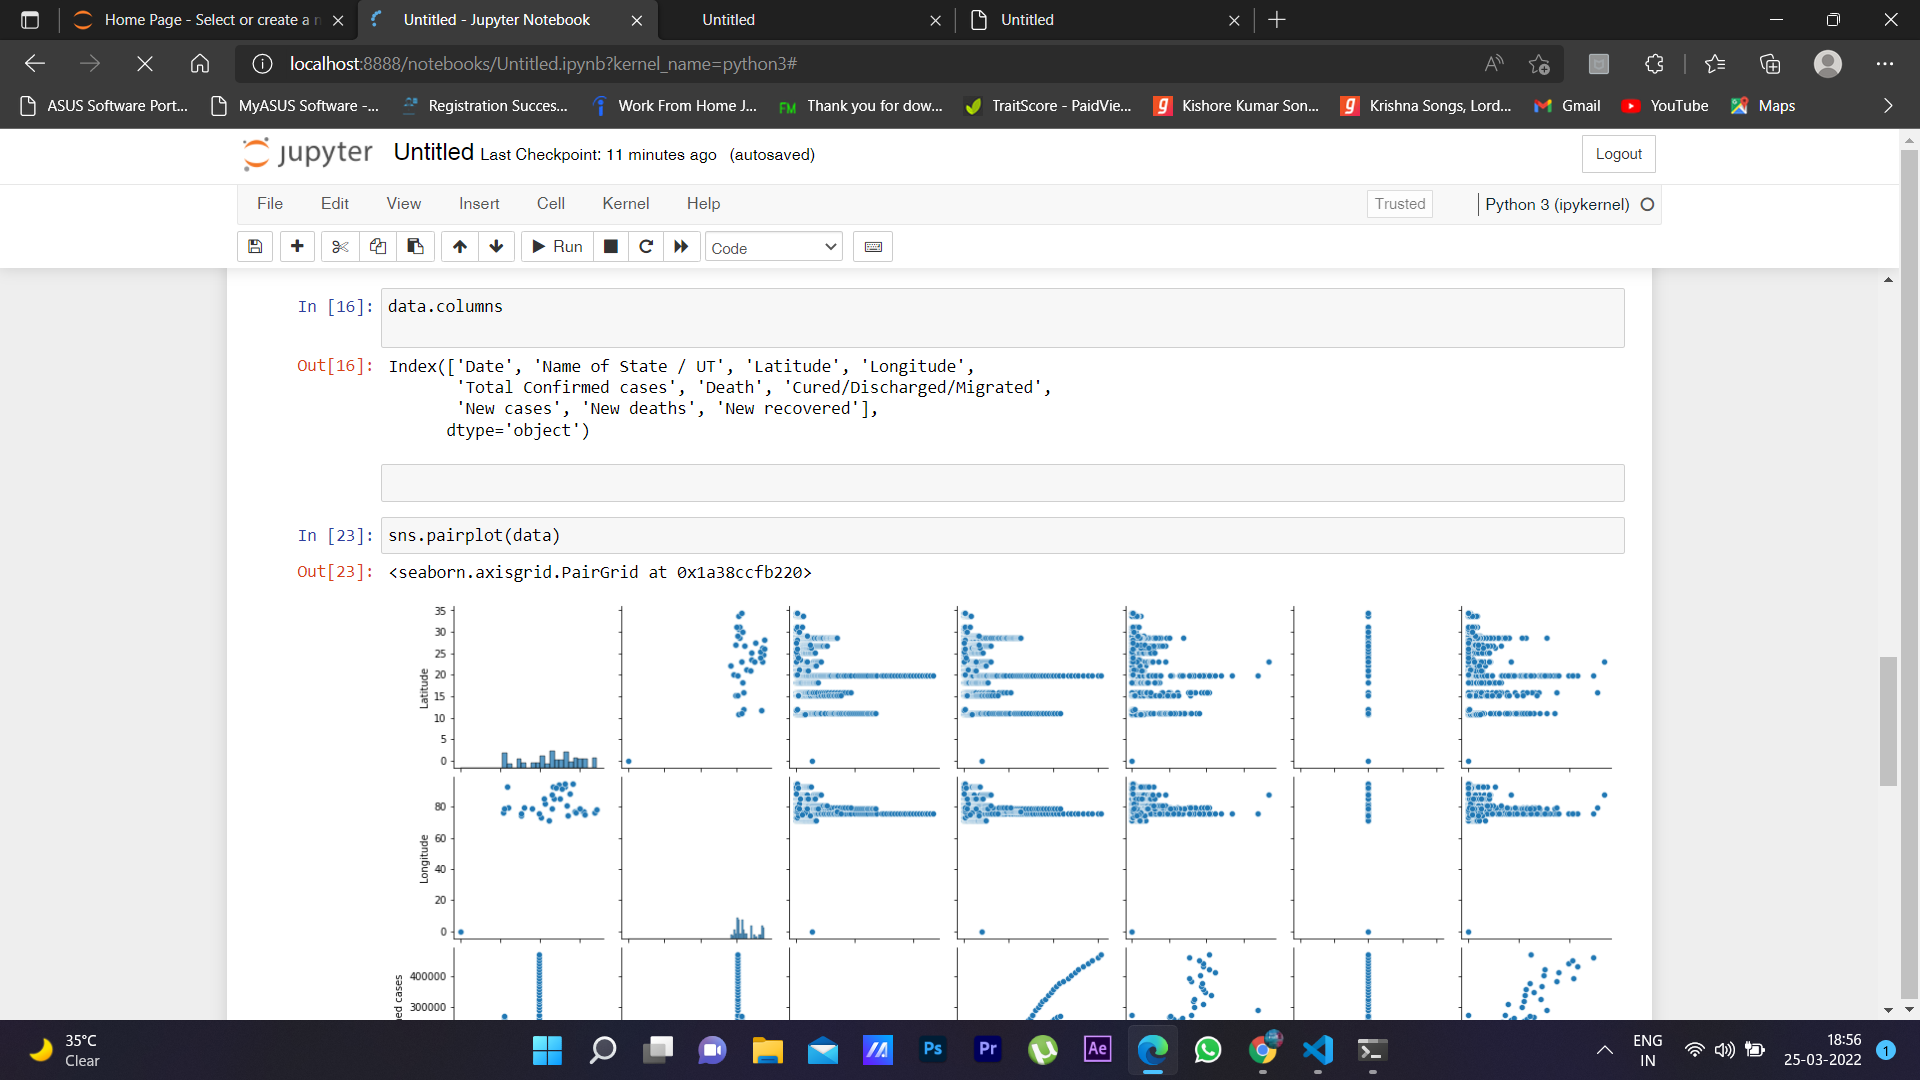 Home Page - Select or create a n
Untitled - Jupyter Notebook
Untitled
Untitled
localhost:8888/notebooks/Untitled.ipynb?kernel_name=python3#
ASUS Software Port...
MyASUS Software -...
Registration Succes...
Work From Home J...
FM
Thank you for dow...
TraitScore - PaidVie...
g
Kishore Kumar Son...
g
Krishna Songs, Lord...
Gmail
YouTube
Maps
jupyter
Untitled Last Checkpoint: 11 minutes ago (autosaved)
Logout
File
Edit
View
Insert
Cell
Kernel
Help
Trusted
Python 3 (ipykernel)
Run
Code
In [16]:
data.columns
Out[16]:
Index(['Date', 'Name of State / UT', 'Latitude', 'Longitude',
'Total Confirmed cases', 'Death', 'Cured/Discharged/Migrated',
'New cases', 'New deaths', 'New recovered'],
dtype='object')
In [23]:
sns.pairplot(data)
Out[23]:
<seaborn.axisgrid.PairGrid at 0x1a38ccfb220>
35
30
25
20
15
10
5
0
Latitude
80
60
40
20
0
Longitude
400000
300000
ned cases
35°C
Clear
Ps
Pr
Ae
ENG
IN
18:56
25-03-2022
1